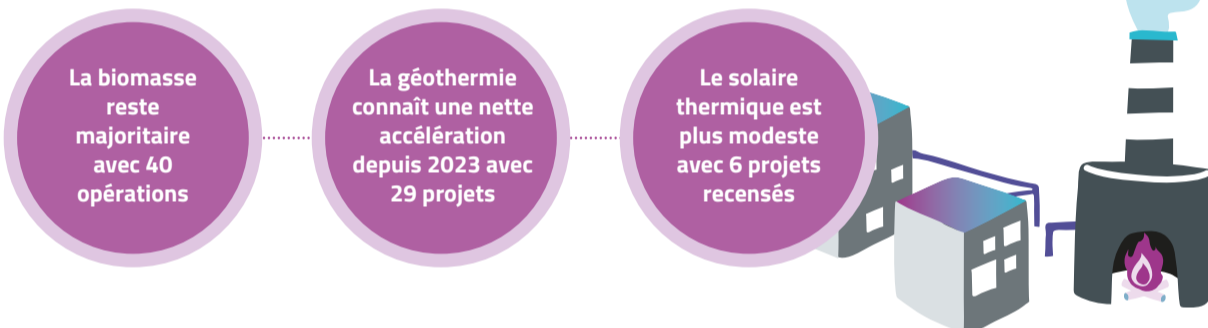 La biomasse
reste
majoritaire
avec 40
opérations
La géothermie
connaît une nette
accélération
depuis 2023 avec
29 projets
Le solaire
thermique est
plus modeste
avec 6 projets
recensés